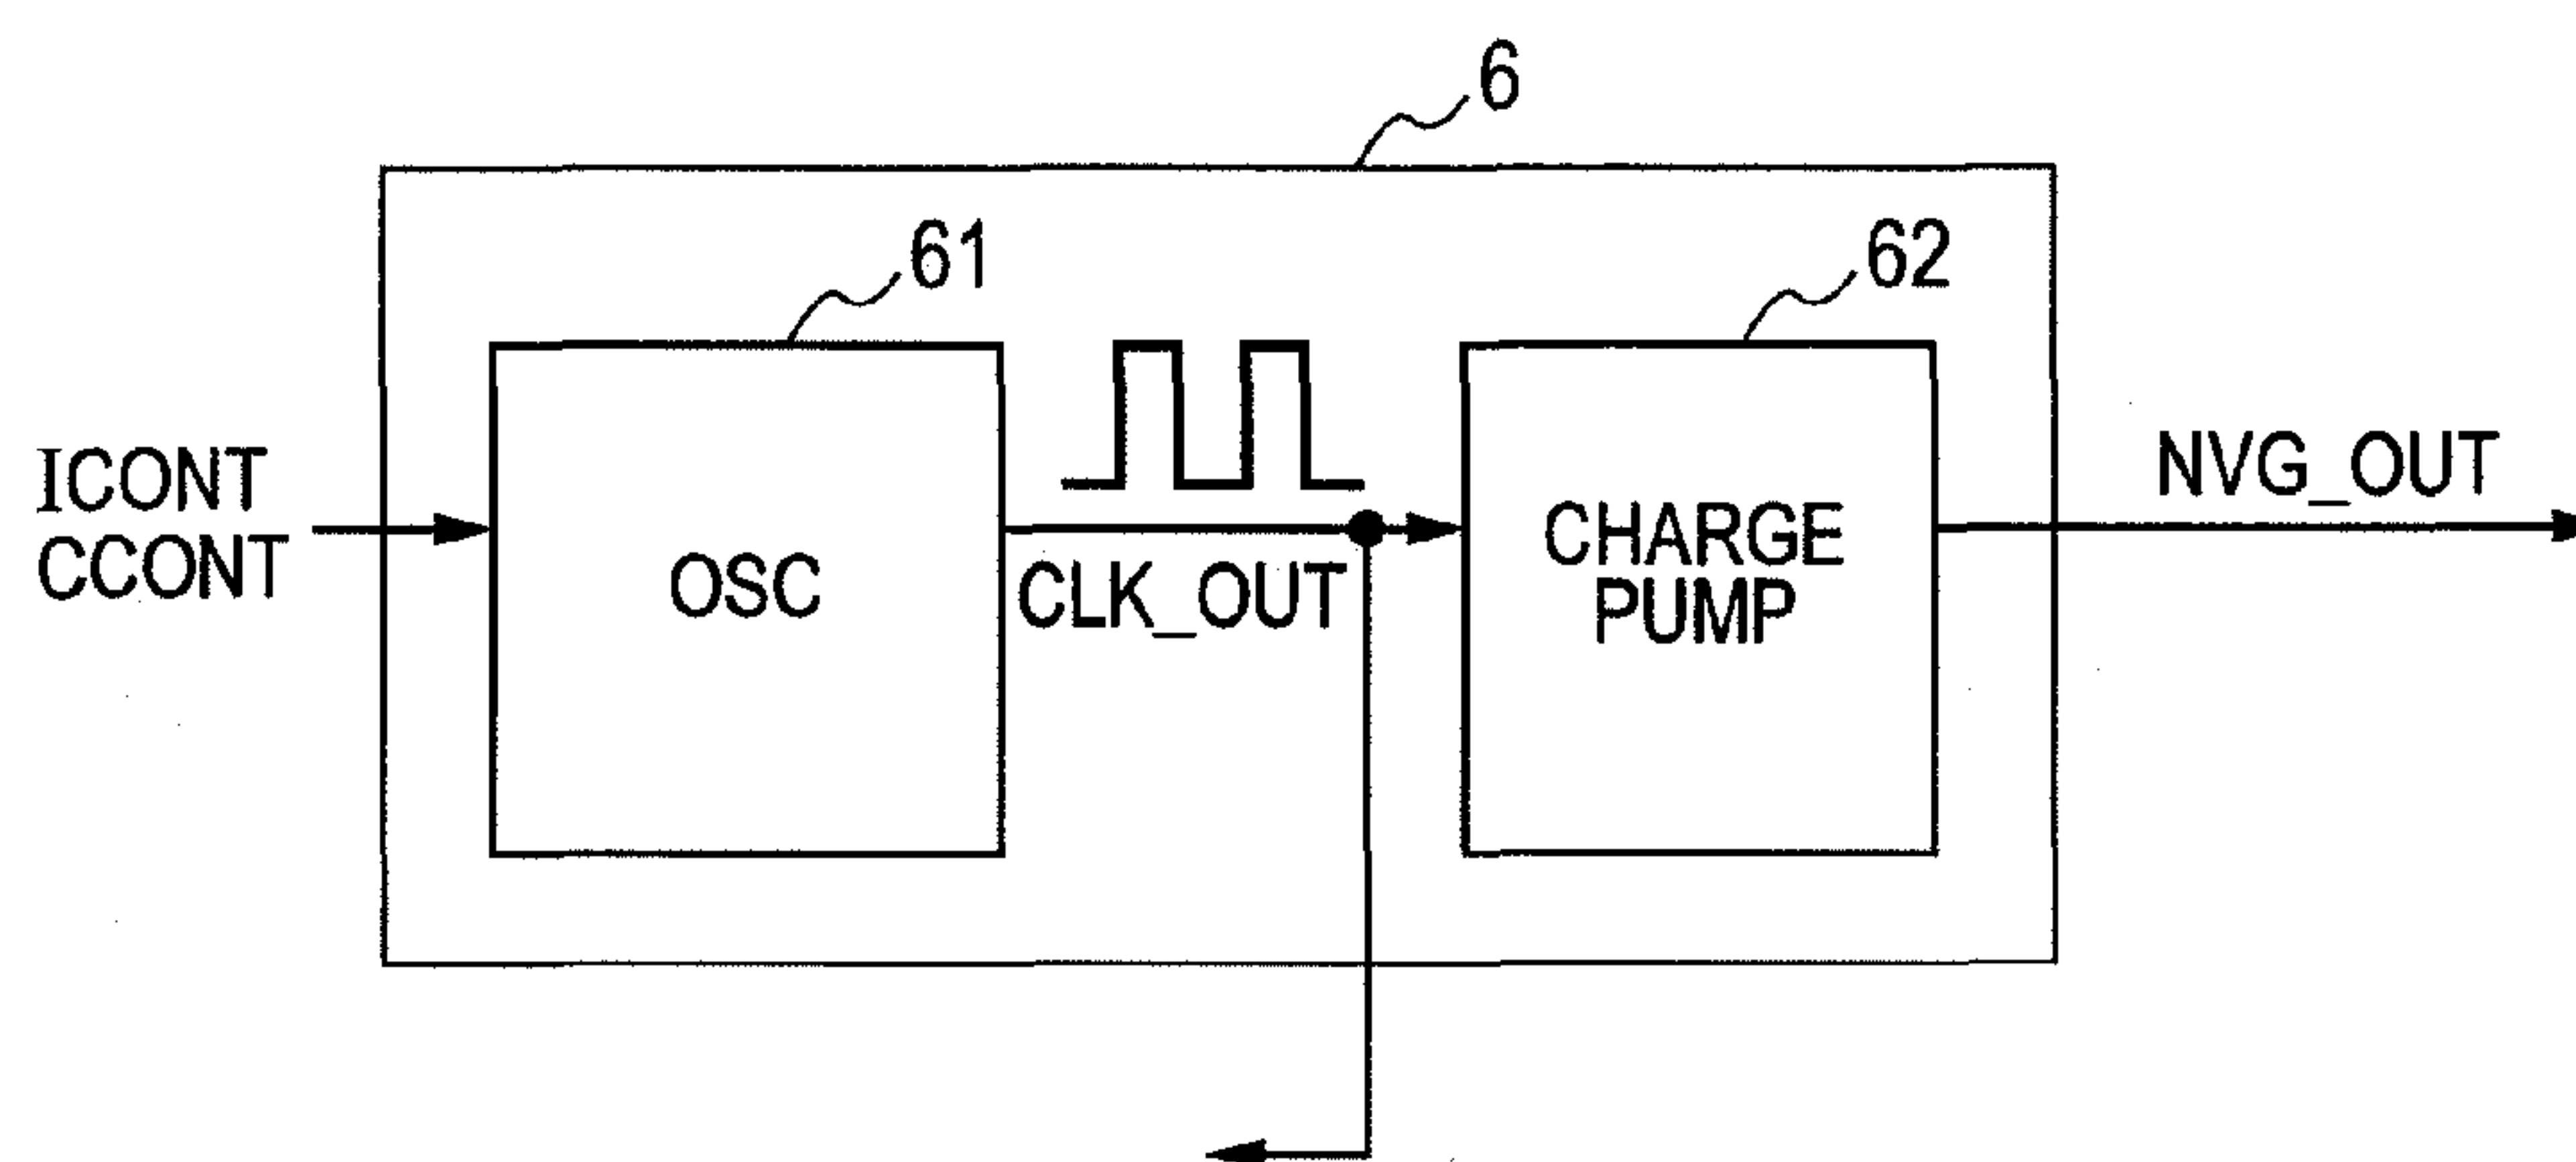 6
61
62
ICONT
CCONT
OSC
CLK_OUT
CHARGE
PUMP
NVG_OUT